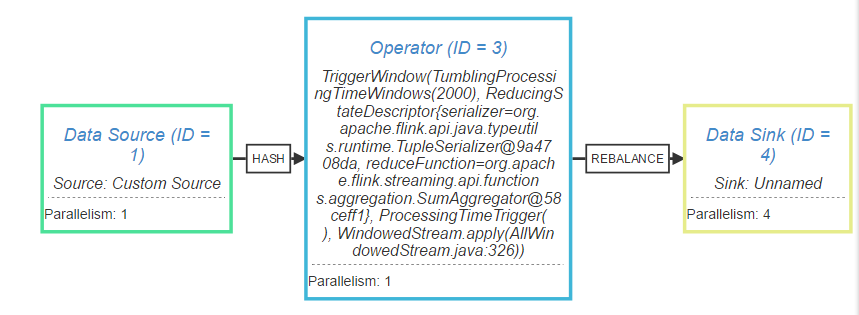 Data Source (ID =
1)
Source: Custom Source
Parallelism: 1
HASH
Operator (ID = 3)
TriggerWindow(TumblingProcessi
ngTimeWindows(2000), ReducingS
tateDescriptor{serializer=org.
apache.flink.api.java.typeutil
s.runtime.TupleSerializer@9a47
08da, reduceFunction=org.apach
e.flink.streaming.api.function
s.aggregation.SumAggregator@58
ceff1}, ProcessingTimeTrigger(
), WindowedStream.apply(AllWin
dowedStream.java:326))
Parallelism: 1
REBALANCE
Data Sink (ID =
4)
Sink: Unnamed
Parallelism: 4